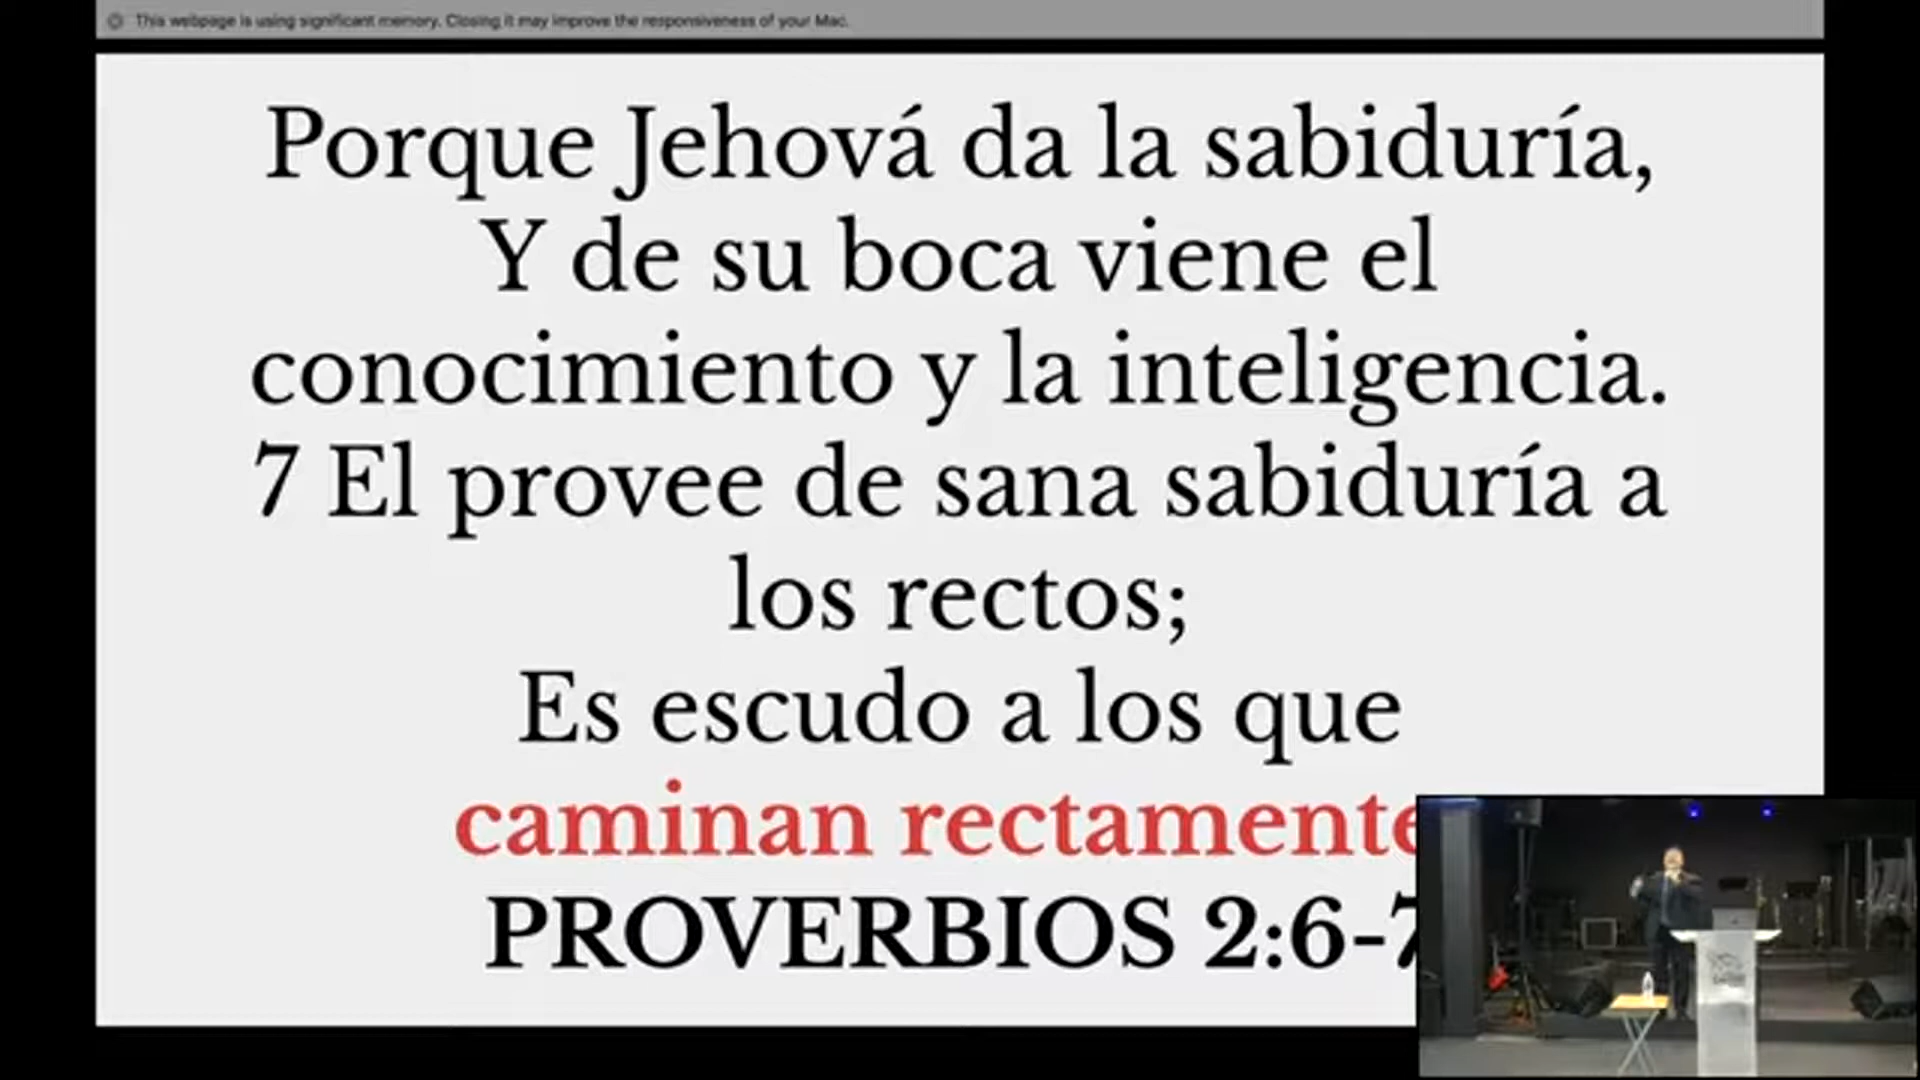 This webpage is using significant memory. Closing it may improve the responsiveness of your Mac.
Porque Jehová da la sabiduría,
Y de su boca viene el
conocimiento y la inteligencia.
7 El provee de sana sabiduría a
los rectos;
Es escudo a los que
caminan rectamente
PROVERBIOS 2:6-7